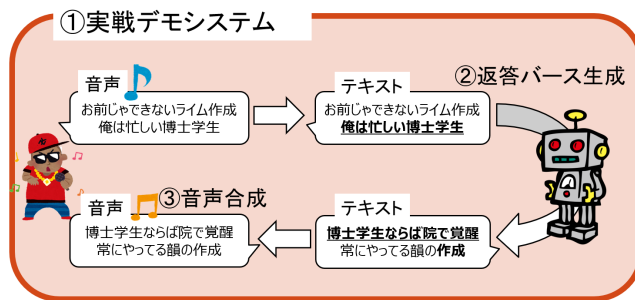 ①実戦デモシステム
音声
お前じゃできないライム作成
俺は忙しい博士学生
テキスト
お前じゃできないライム作成
俺は忙しい博士学生
②返答バース生成
音声
③音声合成
博士学生ならば院で覚醒
常にやってる韻の作成
テキスト
博士学生ならば院で覚醒
常にやってる韻の作成